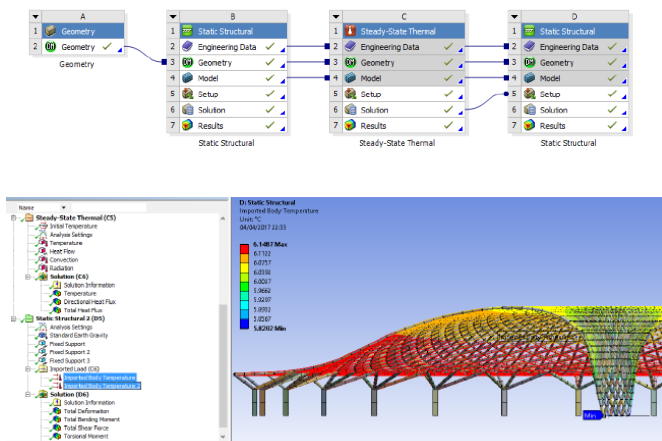 A
1 Geometry
2 Geometry
Geometry
B
1 Static Structural
2 Engineering Data
3 Geometry
4 Model
5 Setup
6 Solution
7 Results
Static Structural
C
1 Steady-State Thermal
2 Engineering Data
3 Geometry
4 Model
5 Setup
6 Solution
7 Results
Steady-State Thermal
D
1 Static Structural
2 Engineering Data
3 Geometry
4 Model
5 Setup
6 Solution
7 Results
Static Structural
Name
Steady-State Thermal (C5)
Initial Temperature
Analysis Settings
Temperature
Heat Flow
Convection
Radiation
Solution (C6)
Solution Information
Temperature
Directional Heat Flux
Total Heat Flux
Static Structural 2 (D5)
Analysis Settings
Standard Earth Gravity
Fixed Support
Fixed Support 2
Fixed Support 3
Imported Load (C6)
Imported Body Temperature
Imported Body Temperature 2
Solution (D6)
Solution Information
Total Deformation
Total Bending Moment
Total Shear Force
Torsional Moment
D: Static Structural
Imported Body Temperature
Unit: °C
04/04/2017 22:33
6.1487 Max
6.1122
6.0757
6.0392
6.0027
5.9662
5.9297
5.8932
5.8567
5.8202 Min
Min